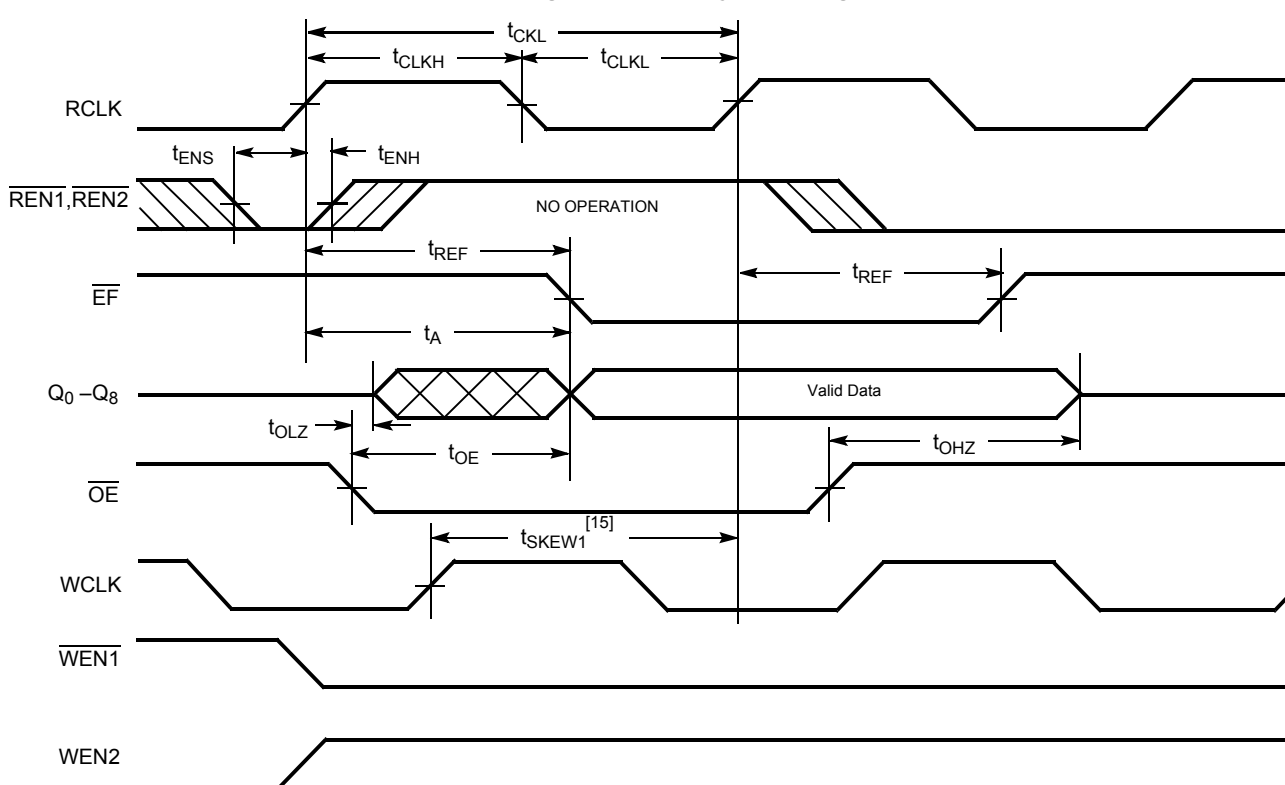 tCKL
tCLKH tCLKL
RCLK
tENS tENH
REN1,REN2
NO OPERATION
tREF
tREF
EF
tA
Q0 –Q8
Valid Data
tOLZ
tOE
tOHZ
OE
[15]
tSKEW1
WCLK
WEN1
WEN2